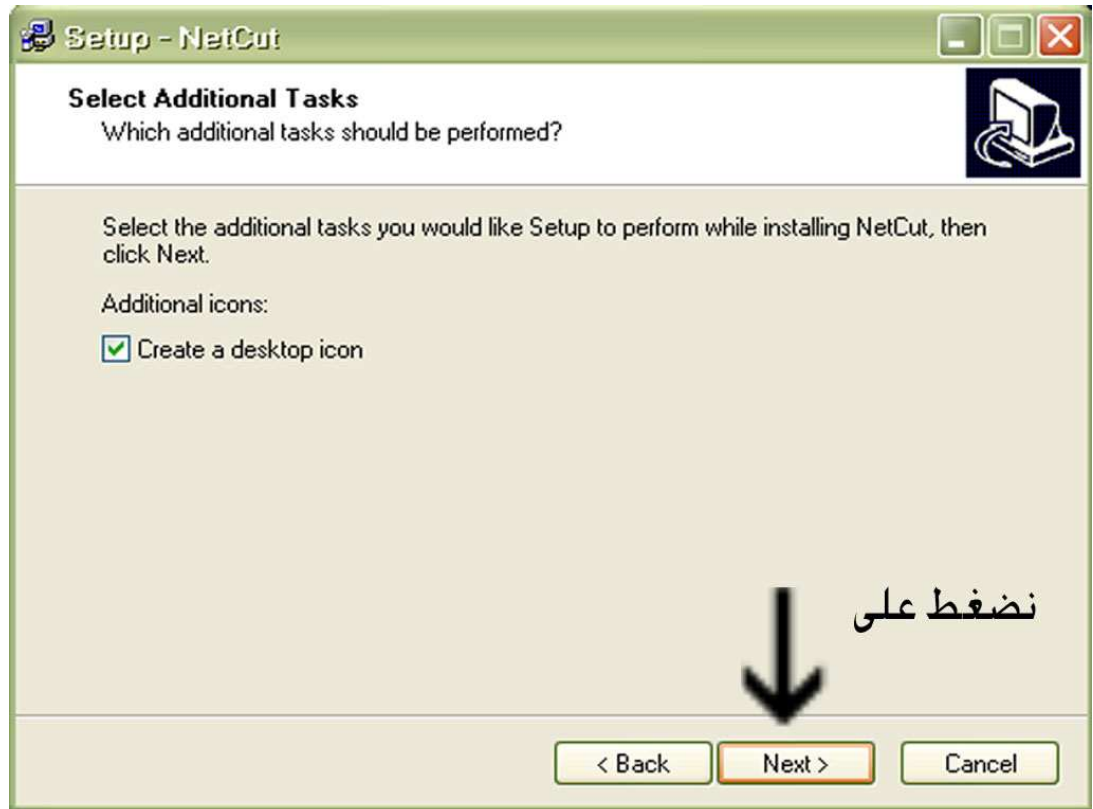 Setup - NetCut
Select Additional Tasks
Which additional tasks should be performed?
Select the additional tasks you would like Setup to perform while installing NetCut, then
click Next.
Additional icons:
Create a desktop icon
نضغط على
< Back
Next >
Cancel